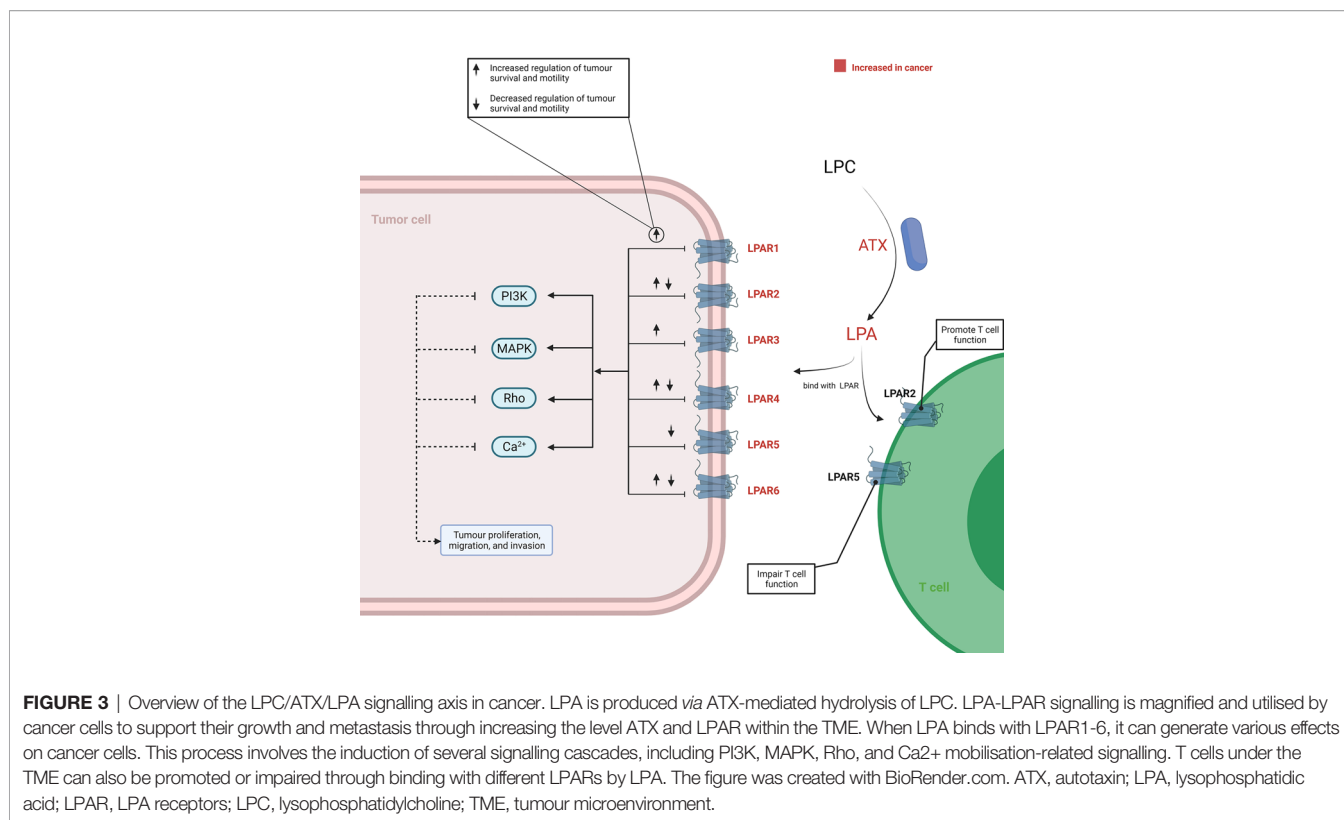 Increased regulation of tumour
survival and motility
Decreased regulation of tumour
survival and motility
Increased in cancer
LPC
Tumor cell
ATX
LPAR1
PI3K
LPAR2
LPA
Promote T cell
function
MAPK
LPAR3
bind with LPAR
LPAR2
Rho
LPAR4
Ca²⁺
LPAR5
LPAR5
LPAR6
Tumour proliferation,
migration, and invasion
Impair T cell
function
T cell
FIGURE 3 | Overview of the LPC/ATX/LPA signalling axis in cancer. LPA is produced via ATX-mediated hydrolysis of LPC. LPA-LPAR signalling is magnified and utilised by
cancer cells to support their growth and metastasis through increasing the level ATX and LPAR within the TME. When LPA binds with LPAR1-6, it can generate various effects
on cancer cells. This process involves the induction of several signalling cascades, including PI3K, MAPK, Rho, and Ca2+ mobilisation-related signalling. T cells under the
TME can also be promoted or impaired through binding with different LPARs by LPA. The figure was created with BioRender.com. ATX, autotaxin; LPA, lysophosphatidic
acid; LPAR, LPA receptors; LPC, lysophosphatidylcholine; TME, tumour microenvironment.